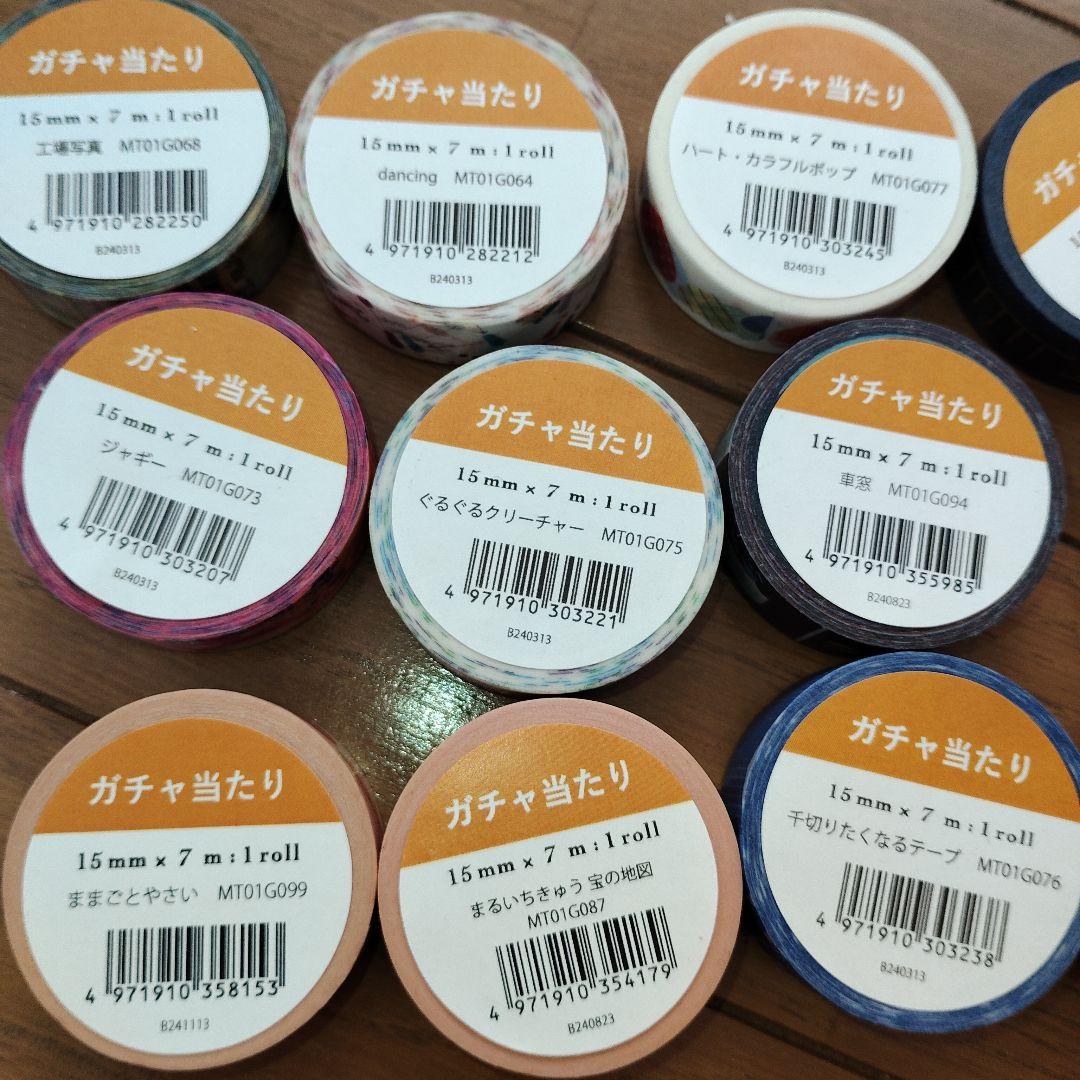 ガチャ当たり
15mm × 7 m : 1 roll
工場写真 MT01G068
4 971910 282250
B240313
ガチャ当たり
15mm × 7 m : 1 roll
dancing MT01G064
4 971910 282212
B240313
ガチャ当たり
15mm × 7 m : 1 roll
ハート・カラフルポップ MT01G077
4 971910 303245
B240313
ガチ
ガチャ当たり
15mm × 7 m : 1 roll
ジャギー MT01G073
4 971910 303207
B240313
ガチャ当たり
15mm × 7 m : 1 roll
ぐるぐるクリーチャー MT01G075
4 971910 303221
B240313
ガチャ当たり
15mm × 7 m : 1 roll
車窓 MT01G094
4 971910 355985
B240823
ガチャ当たり
15mm × 7 m : 1 roll
ままごとやさい MT01G099
4 971910 358153
B241113
ガチャ当たり
15mm × 7 m : 1 roll
まるいちきゅう 宝の地図
MT01G087
4 971910 354179
B240823
ガチャ当たり
15mm × 7 m : 1 roll
千切りたくなるテープ MT01G076
4 971910 303238
B240313